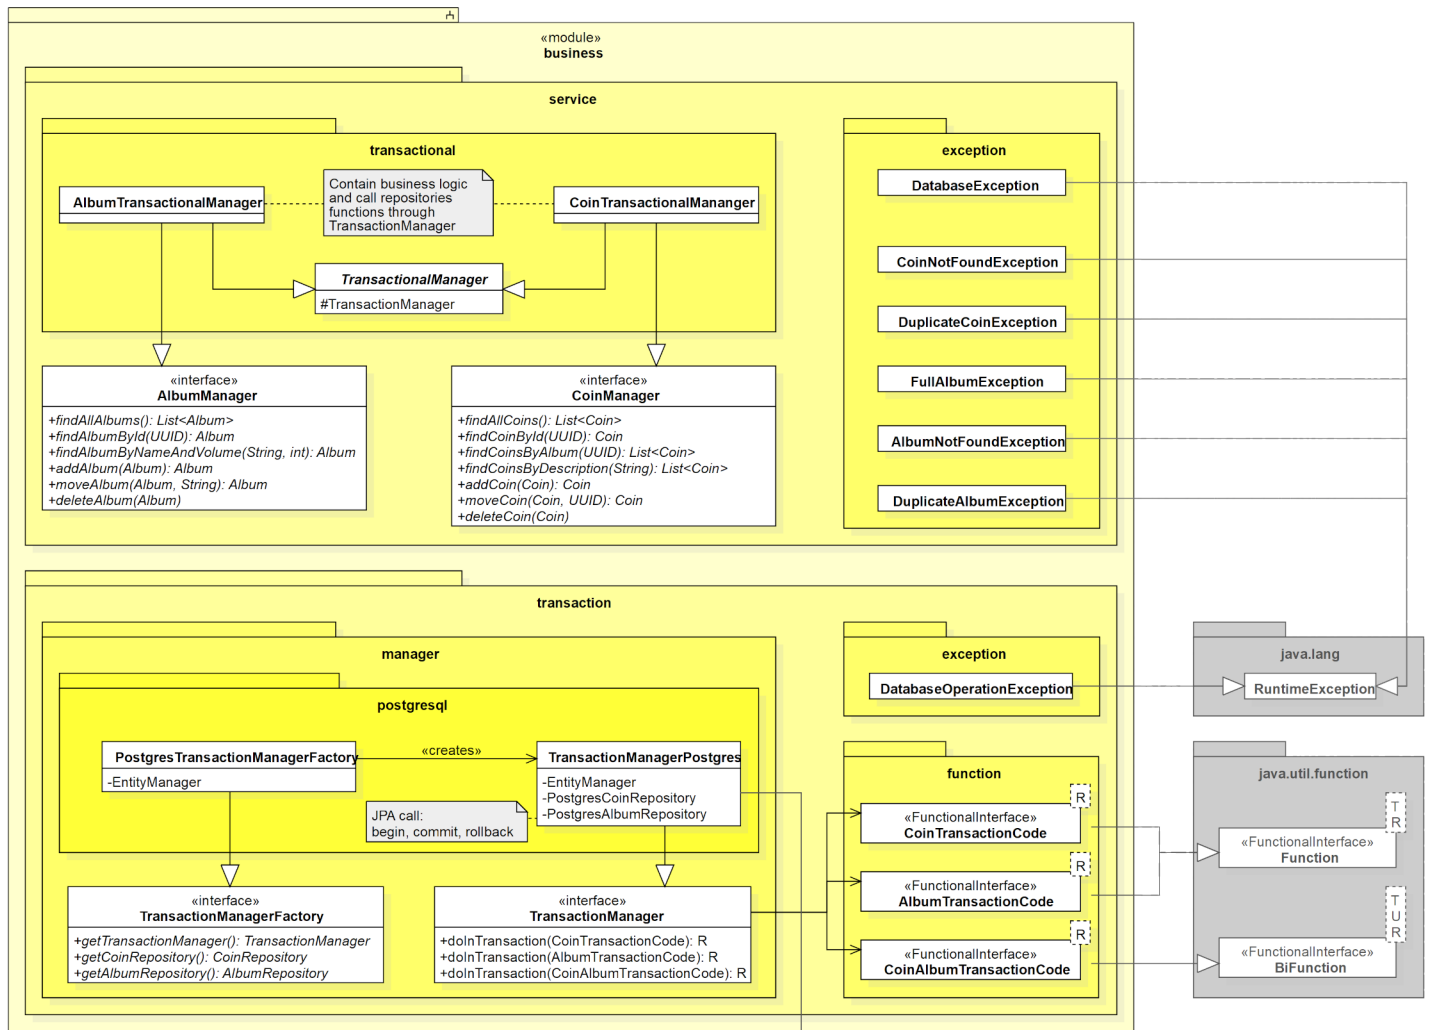 «module»
business
service
transactional
AlbumTransactionalManager
Contain business logic
and call repositories
functions through
TransactionManager
CoinTransactionalMananger
TransactionalManager
#TransactionManager
«interface»
AlbumManager
+findAllAlbums(): List<Album>
+findAlbumById(UUID): Album
+findAlbumByNameAndVolume(String, int): Album
+addAlbum(Album): Album
+moveAlbum(Album, String): Album
+deleteAlbum(Album)
«interface»
CoinManager
+findAllCoins(): List<Coin>
+findCoinById(UUID): Coin
+findCoinsByAlbum(UUID): List<Coin>
+findCoinsByDescription(String): List<Coin>
+addCoin(Coin): Coin
+moveCoin(Coin, UUID): Coin
+deleteCoin(Coin)
exception
DatabaseException
CoinNotFoundException
DuplicateCoinException
FullAlbumException
AlbumNotFoundException
DuplicateAlbumException
transaction
manager
postgresql
PostgresTransactionManagerFactory
-EntityManager
«creates»
TransactionManagerPostgres
-EntityManager
-PostgresCoinRepository
-PostgresAlbumRepository
JPA call:
begin, commit, rollback
«interface»
TransactionManagerFactory
+getTransactionManager(): TransactionManager
+getCoinRepository(): CoinRepository
+getAlbumRepository(): AlbumRepository
«interface»
TransactionManager
+doInTransaction(CoinTransactionCode): R
+doInTransaction(AlbumTransactionCode): R
+doInTransaction(CoinAlbumTransactionCode): R
exception
DatabaseOperationException
function
R
«FunctionalInterface»
CoinTransactionCode
R
«FunctionalInterface»
AlbumTransactionCode
R
«FunctionalInterface»
CoinAlbumTransactionCode
java.lang
RuntimeException
java.util.function
T
R
«FunctionalInterface»
Function
T
U
R
«FunctionalInterface»
BiFunction